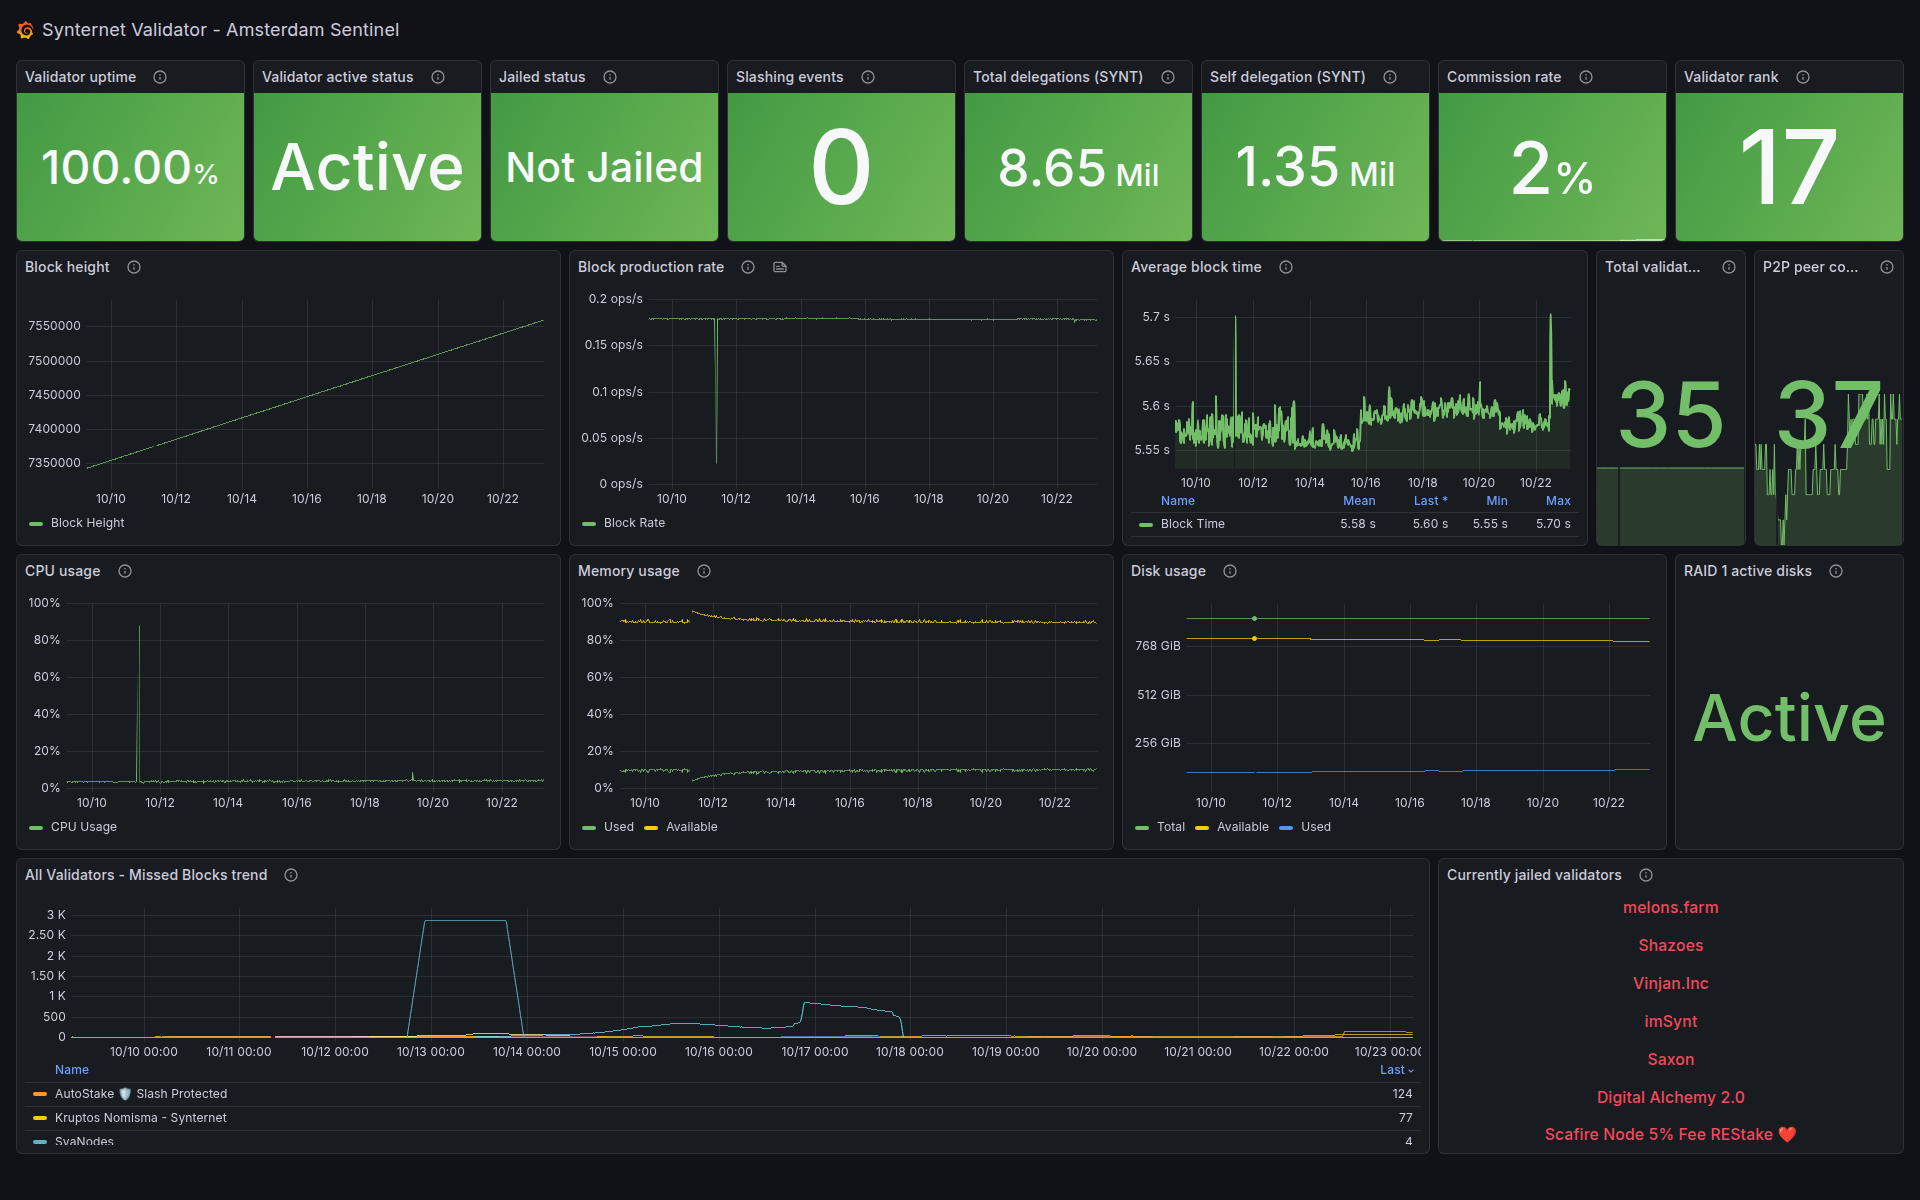 Synternet Validator - Amsterdam Sentinel
Validator uptime
100.00%
Validator active status
Active
Jailed status
Not Jailed
Slashing events
0
Total delegations (SYNT)
8.65 Mil
Self delegation (SYNT)
1.35 Mil
Commission rate
2%
Validator rank
17
Block height
7550000
7500000
7450000
7400000
7350000
10/10 10/12 10/14 10/16 10/18 10/20 10/22
Block Height
Block production rate
0.2 ops/s
0.15 ops/s
0.1 ops/s
0.05 ops/s
0 ops/s
10/10 10/12 10/14 10/16 10/18 10/20 10/22
Block Rate
Average block time
5.7 s
5.65 s
5.6 s
5.55 s
10/10 10/12 10/14 10/16 10/18 10/20 10/22
Name Mean Last * Min Max
Block Time 5.58 s 5.60 s 5.55 s 5.70 s
Total validat...
35
P2P peer co...
37
CPU usage
100%
80%
60%
40%
20%
0%
10/10 10/12 10/14 10/16 10/18 10/20 10/22
CPU Usage
Memory usage
100%
80%
60%
40%
20%
0%
10/10 10/12 10/14 10/16 10/18 10/20 10/22
Used Available
Disk usage
768 GiB
512 GiB
256 GiB
10/10 10/12 10/14 10/16 10/18 10/20 10/22
Total Available Used
RAID 1 active disks
Active
All Validators - Missed Blocks trend
3 K
2.50 K
2 K
1.50 K
1 K
500
0
10/10 00:00 10/11 00:00 10/12 00:00 10/13 00:00 10/14 00:00 10/15 00:00 10/16 00:00 10/17 00:00 10/18 00:00 10/19 00:00 10/20 00:00 10/21 00:00 10/22 00:00 10/23 00:00
Name Last
AutoStake 🛡️ Slash Protected 124
Kruptos Nomisma - Synternet 77
SvaNodes 4
Currently jailed validators
melons.farm
Shazoes
Vinjan.Inc
imSynt
Saxon
Digital Alchemy 2.0
Scafire Node 5% Fee REStake ❤️